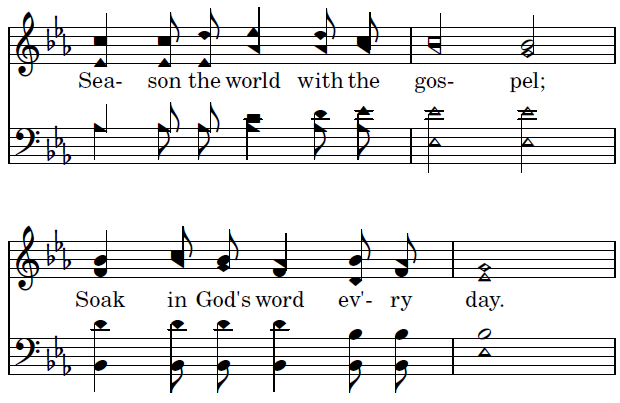 Sea- son the world with the gos- pel;
Soak in God's word ev'- ry day.